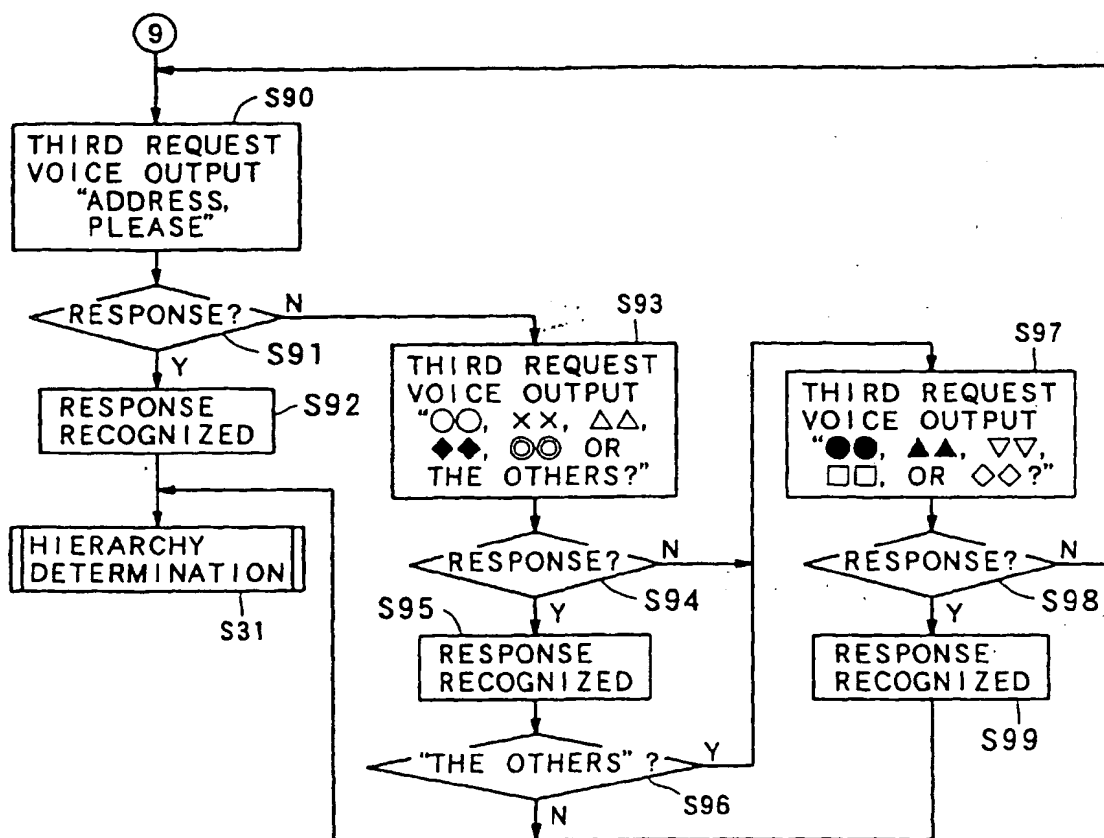 9
S90
THIRD REQUEST
VOICE OUTPUT
“ADDRESS,
PLEASE”
RESPONSE?
N
S91
Y
RESPONSE
RECOGNIZED
S92
HIERARCHY
DETERMINATION
S31
S93
THIRD REQUEST
VOICE OUTPUT
“○○, ××, △△,
◆◆, ◎◎ OR
THE OTHERS?”
RESPONSE?
N
S94
Y
S95
RESPONSE
RECOGNIZED
“THE OTHERS” ?
Y
S96
N
S97
THIRD REQUEST
VOICE OUTPUT
“●●, ▲▲, ▽▽,
□□, OR ◇◇?”
RESPONSE?
N
S98
Y
RESPONSE
RECOGNIZED
S99